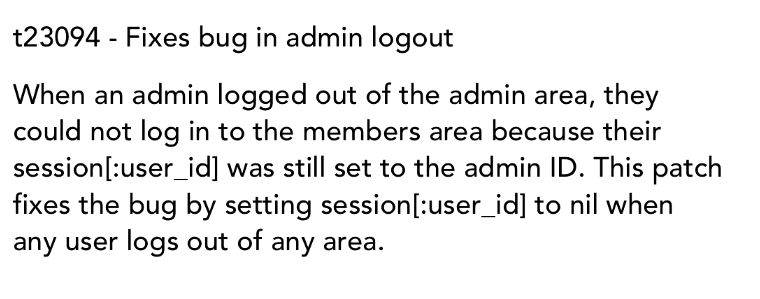 t23094 - Fixes bug in admin logout
When an admin logged out of the admin area, they
could not log in to the members area because their
session[:user_id] was still set to the admin ID. This patch
fixes the bug by setting session[:user_id] to nil when
any user logs out of any area.